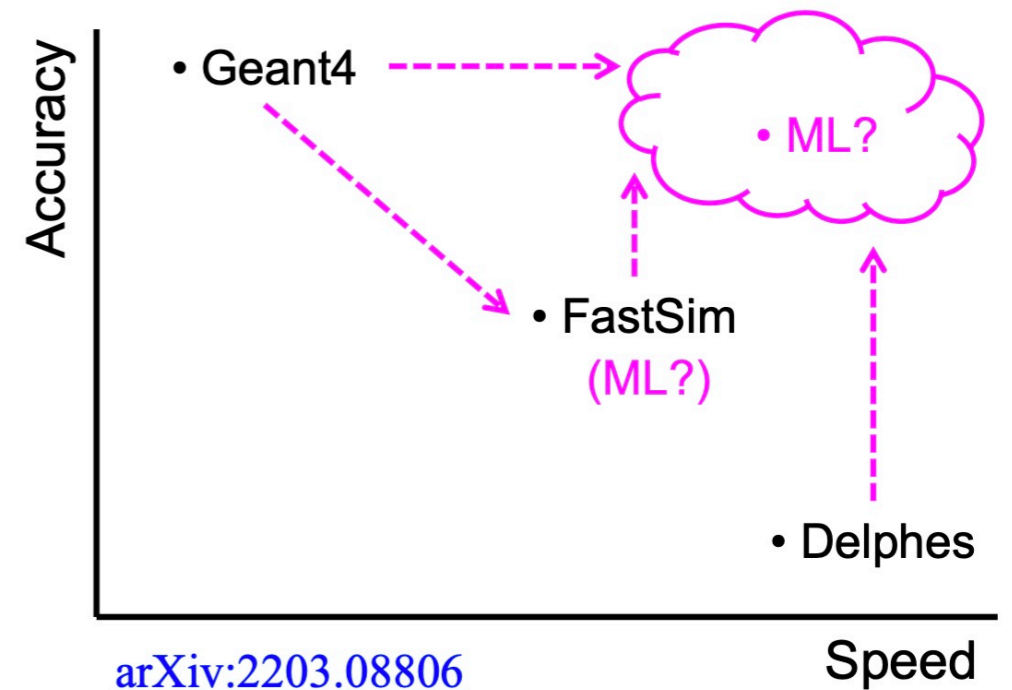 Accuracy
• Geant4
• ML?
• FastSim
(ML?)
• Delphes
Speed
arXiv:2203.08806